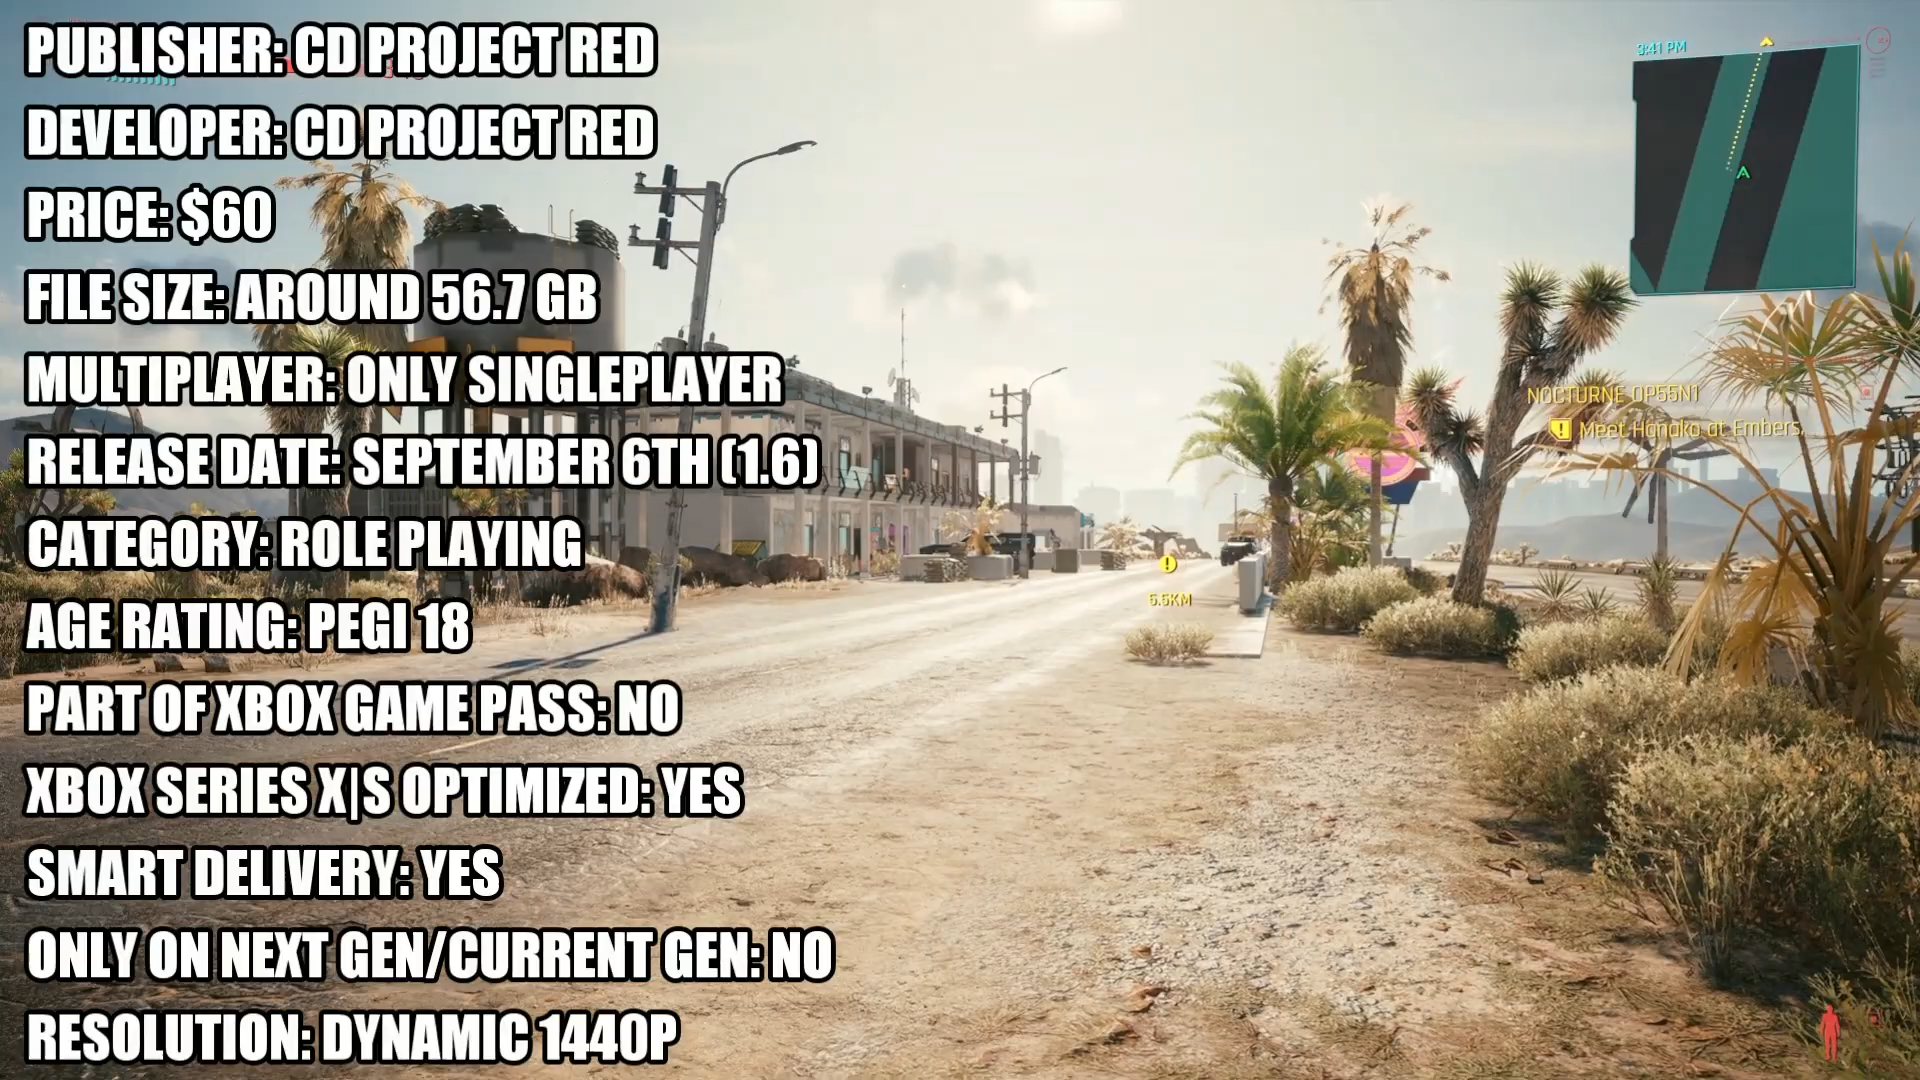 PUBLISHER: CD PROJECT RED
DEVELOPER: CD PROJECT RED
PRICE: $60
FILE SIZE: AROUND 56.7 GB
MULTIPLAYER: ONLY SINGLEPLAYER
RELEASE DATE: SEPTEMBER 6TH (1.6)
CATEGORY: ROLE PLAYING
AGE RATING: PEGI 18
PART OF XBOX GAME PASS: NO
XBOX SERIES X|S OPTIMIZED: YES
SMART DELIVERY: YES
ONLY ON NEXT GEN/CURRENT GEN: NO
RESOLUTION: DYNAMIC 1440P
3:41 PM
NOCTURNE OP55N1
Meet Hanako at Embers.
5.5KM